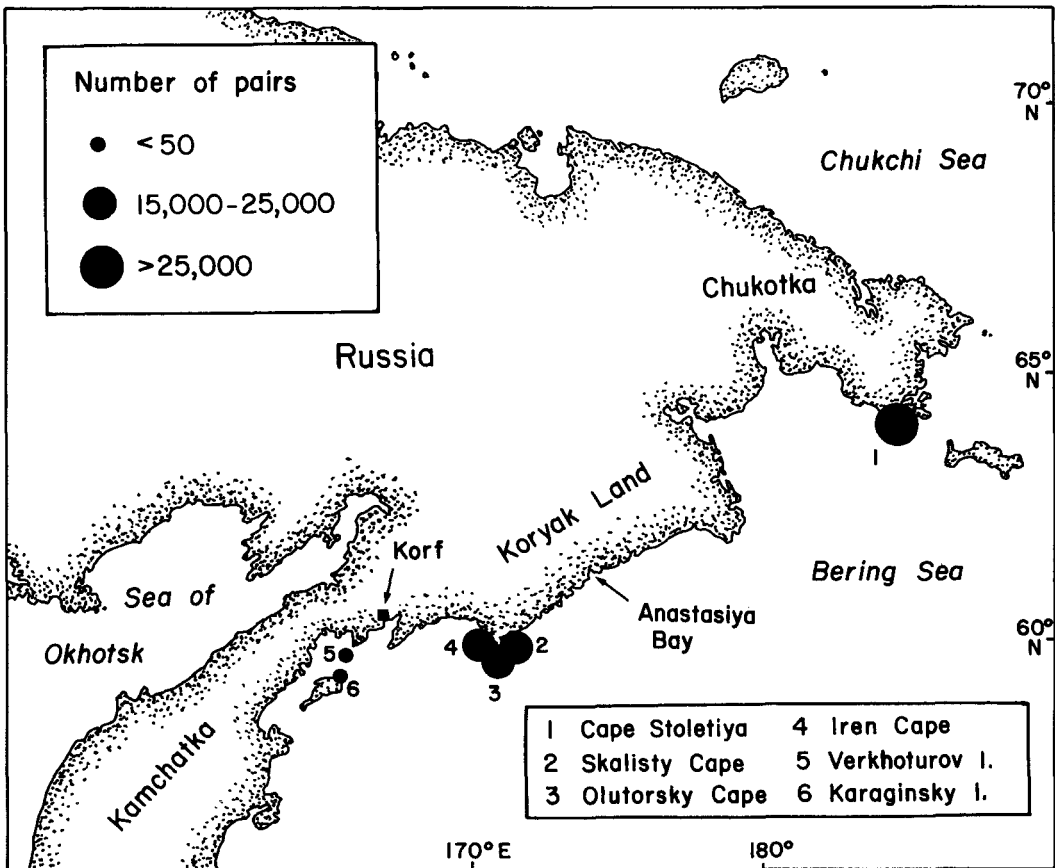 Number of pairs
< 50
15,000-25,000
>25,000
70°
N
Chukchi Sea
Chukotka
Russia
65°
N
1
Koryak Land
Korf
Bering Sea
Sea of
Okhotsk
Anastasiya
Bay
60°
N
4
2
3
5
6
Kamchatka
1 Cape Stoletiya
2 Skalisty Cape
3 Olutorsky Cape
4 Iren Cape
5 Verkhoturov I.
6 Karaginsky I.
170° E
180°